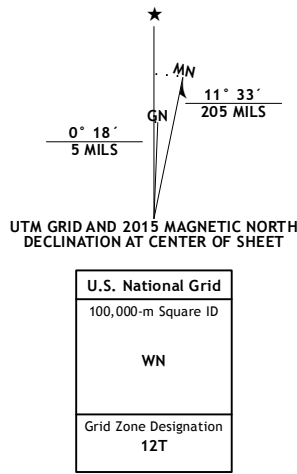 MN
11° 33´
205 MILS
GN
0° 18´
5 MILS
UTM GRID AND 2015 MAGNETIC NORTH
DECLINATION AT CENTER OF SHEET
U.S. National Grid
100,000-m Square ID
WN
Grid Zone Designation
12T